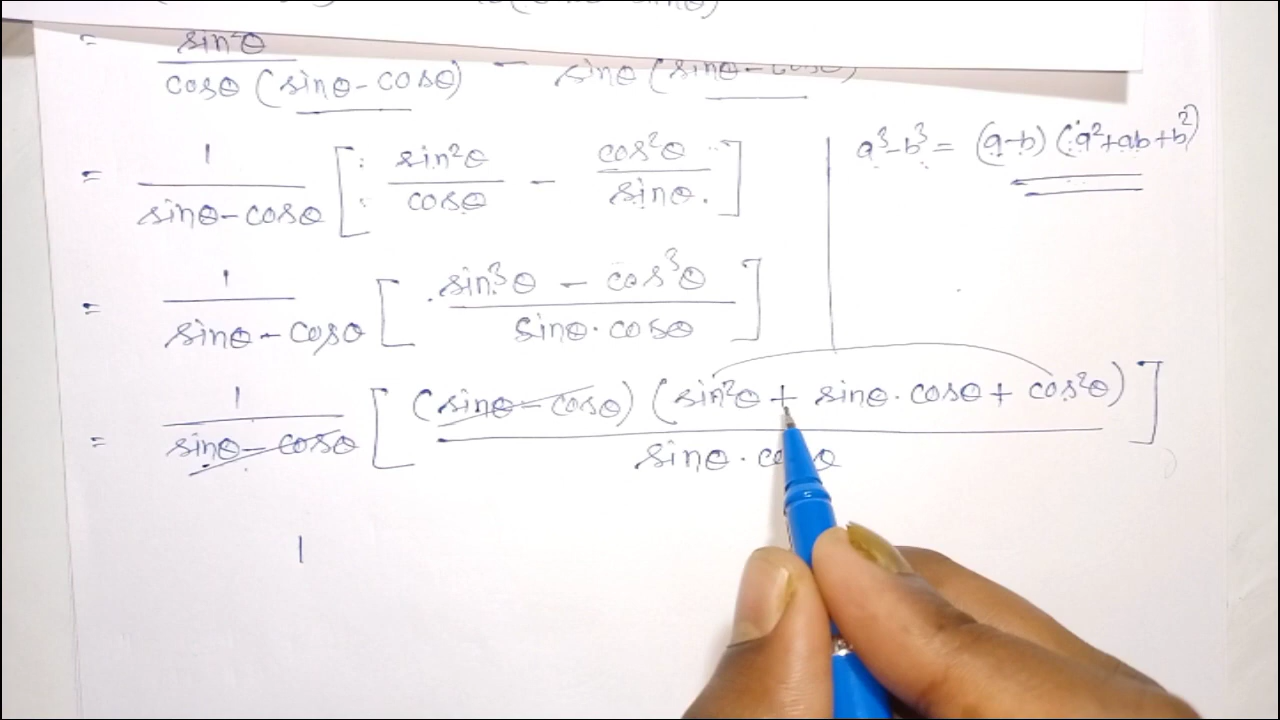 = sin²θ / cosθ (sinθ - cosθ) - sinθ (sinθ - cosθ)
= 1 / sinθ - cosθ [ sin²θ / cosθ - cos²θ / sinθ ]
a³ - b³ = (a-b) (a²+ab+b²)
= 1 / sinθ - cosθ [ sin³θ - cos³θ / sinθ · cosθ ]
= 1 / sinθ - cosθ [ (sinθ - cosθ) (sin²θ + sinθ · cosθ + cos²θ) / sinθ · cosθ ]
1